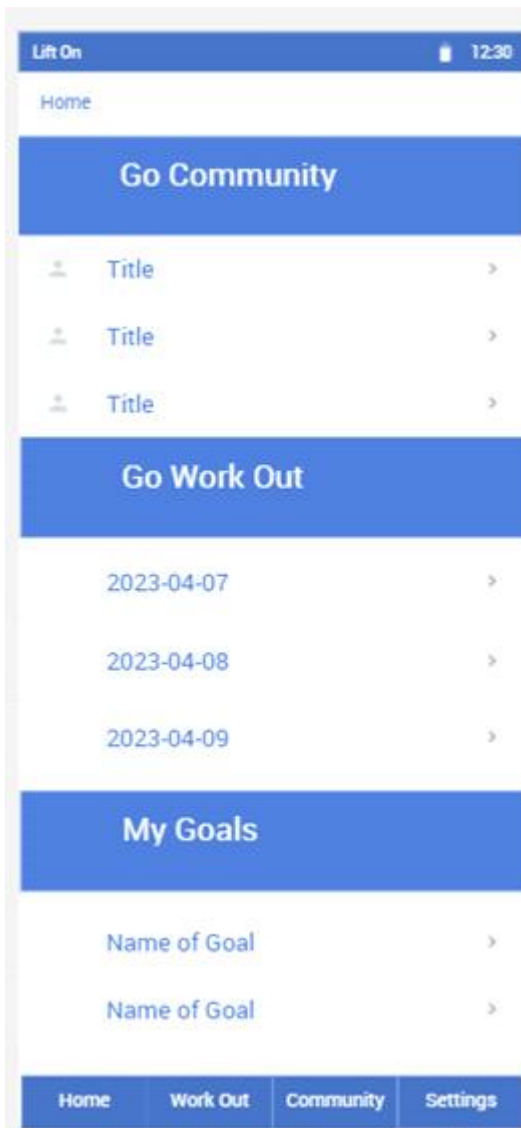 Lift On 12:30
Home
Go Community
Title
Title
Title
Go Work Out
2023-04-07
2023-04-08
2023-04-09
My Goals
Name of Goal
Name of Goal
Home Work Out Community Settings